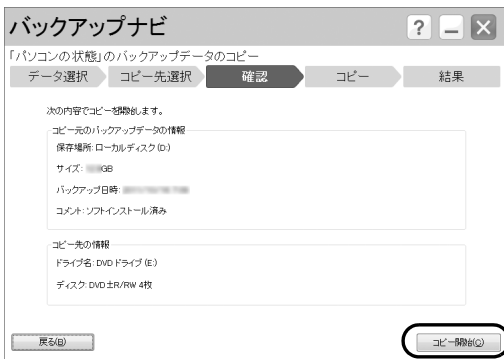 バックアップナビ
? – X
「パソコンの状態」のバックアップデータのコピー
データ選択 コピー先選択 確認 コピー 結果
次の内容でコピーを開始します。
コピー元のバックアップデータの情報
保存場所: ローカルディスク (D:)
サイズ: GB
バックアップ日時:
コメント: ソフトインストール済み
コピー先の情報
ドライブ名: DVD ドライブ (E:)
ディスク: DVD±R/RW 4枚
戻る(B) コピー開始(C)